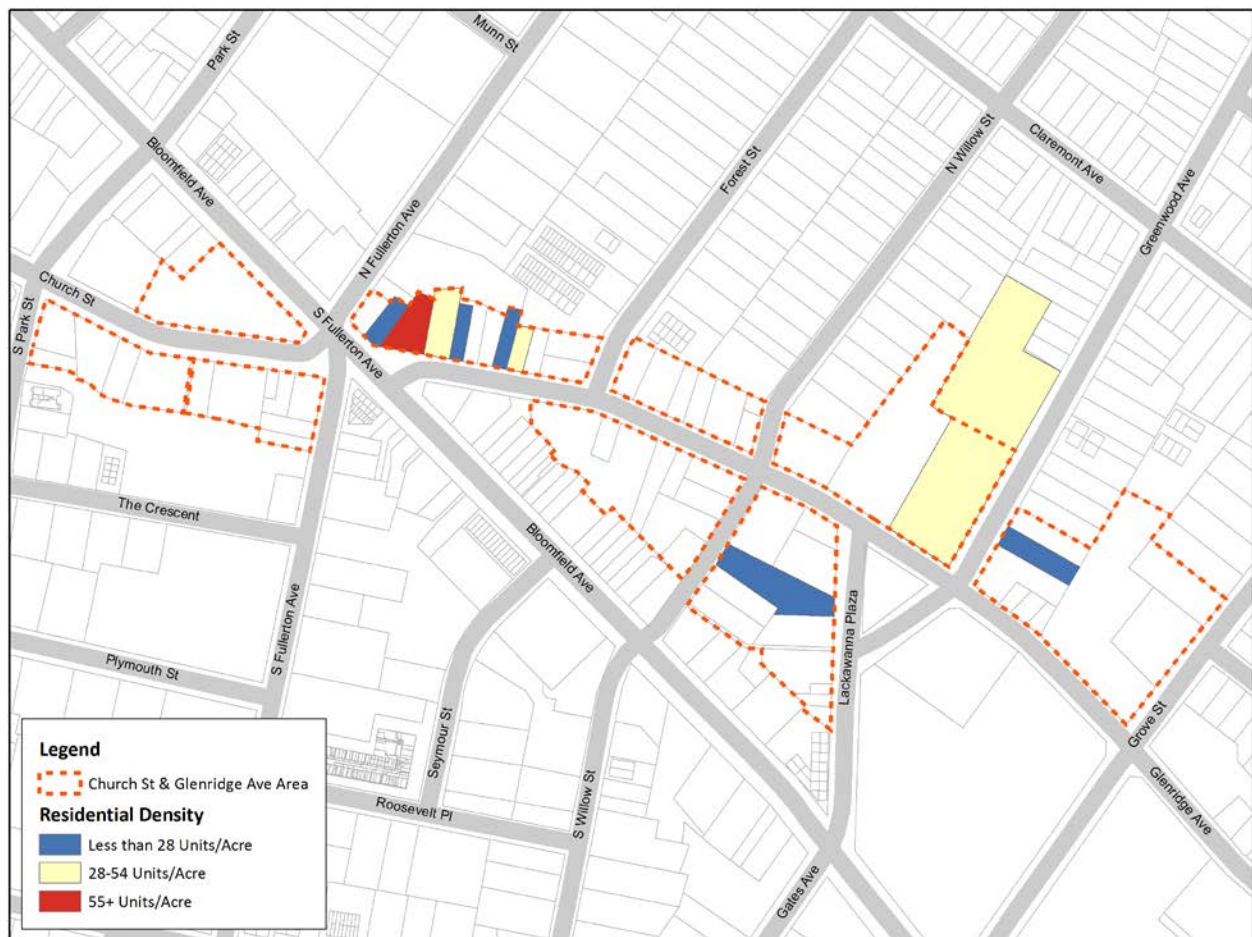 Munn St
Park St
Bloomfield Ave
N Fullerton Ave
Forest St
N Willow St
Claremont Ave
Greenwood Ave
Church St
S Park St
S Fullerton Ave
The Crescent
Bloomfield Ave
S Fullerton Ave
Plymouth St
Seymour St
Lackawanna Plaza
Grove St
Glenridge Ave
Roosevelt Pl
S Willow St
Gates Ave
Legend
Church St & Glenridge Ave Area
Residential Density
Less than 28 Units/Acre
28-54 Units/Acre
55+ Units/Acre